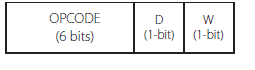 OPCODE
(6 bits)
D
(1-bit)
W
(1-bit)